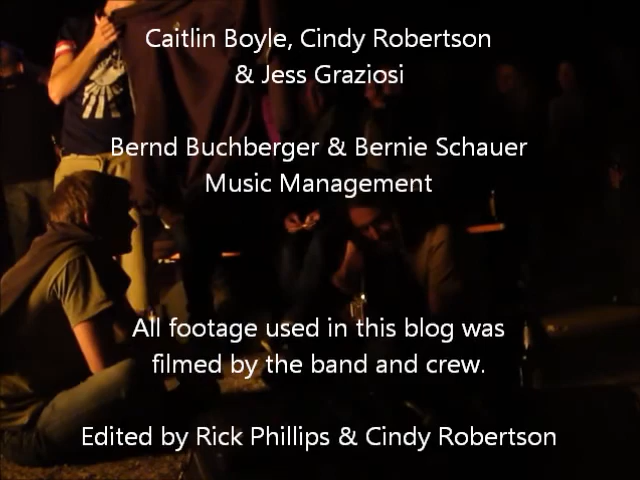 Caitlin Boyle, Cindy Robertson
& Jess Graziosi
Bernd Buchberger & Bernie Schauer
Music Management
All footage used in this blog was
filmed by the band and crew.
Edited by Rick Phillips & Cindy Robertson